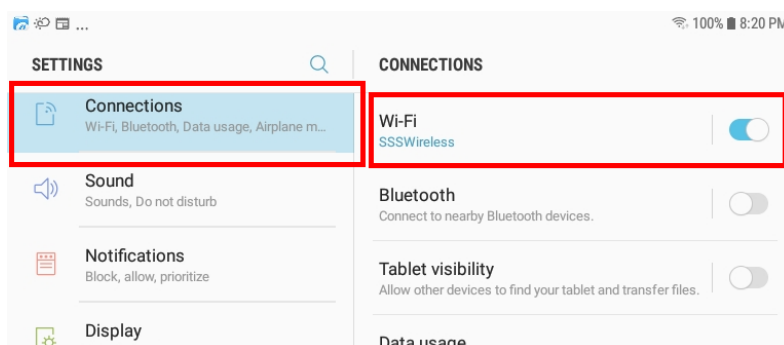 ... 100% 8:20 PM
SETTINGS
Connections
Wi-Fi, Bluetooth, Data usage, Airplane m...
Sound
Sounds, Do not disturb
Notifications
Block, allow, prioritize
Display
CONNECTIONS
Wi-Fi
SSSWireless
Bluetooth
Connect to nearby Bluetooth devices.
Tablet visibility
Allow other devices to find your tablet and transfer files.
Data usage